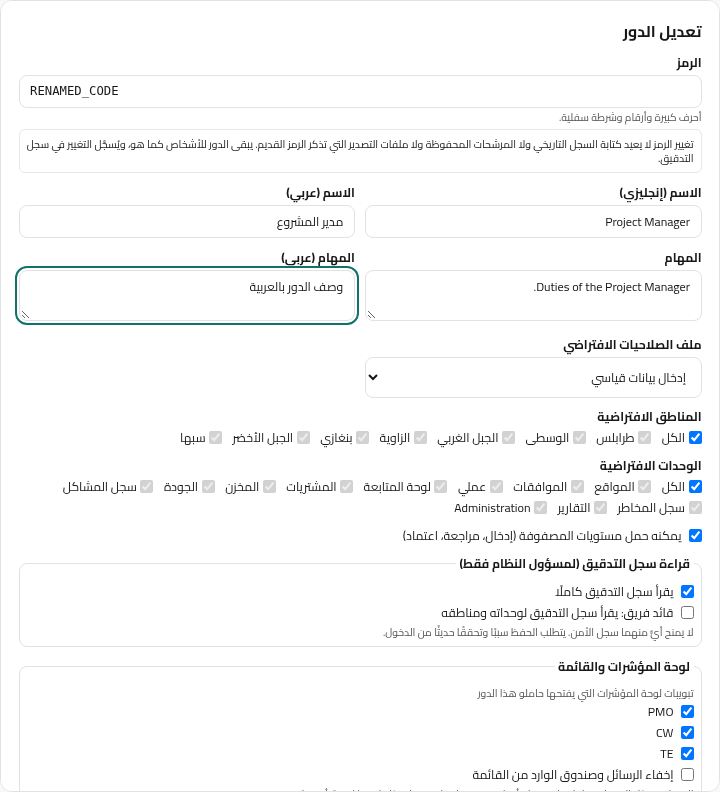 تعديل الدور
الرمز
RENAMED_CODE
أحرف كبيرة وأرقام وشرطة سفلية.
تغيير الرمز لا يعيد كتابة السجل التاريخي ولا المرشحات المحفوظة ولا ملفات التصدير التي تذكر الرمز القديم. يبقى الدور للأشخاص كما هو، ويُسجَّل التغيير في سجل
التدقيق.
الاسم (إنجليزي) الاسم (عربي)
Project Manager مدير المشروع
المهام المهام (عربي)
Duties of the Project Manager. وصف الدور بالعربية
ملف الصلاحيات الافتراضي
إدخال بيانات قياسي
المناطق الافتراضية
الكل طرابلس الوسطى الجبل الغربي الزاوية بنغازي الجبل الأخضر سبها
الوحدات الافتراضية
الكل المواقع الموافقات عملي لوحة المتابعة المشتريات المخزن الجودة سجل المشاكل
سجل المخاطر التقارير Administration
يمكنه حمل مستويات المصفوفة (إدخال، مراجعة، اعتماد)
قراءة سجل التدقيق (لمسؤول النظام فقط)
يقرأ سجل التدقيق كاملًا
قائد فريق: يقرأ سجل التدقيق لوحداته ومناطقه
لا يمنح أيٌّ منهما سجل الأمن. يتطلب الحفظ سببًا وتحققًا حديثًا من الدخول.
لوحة المؤشرات والقائمة
تبويبات لوحة المؤشرات التي يفتحها حاملو هذا الدور
PMO
CW
TE
إخفاء الرسائل وصندوق الوارد من القائمة